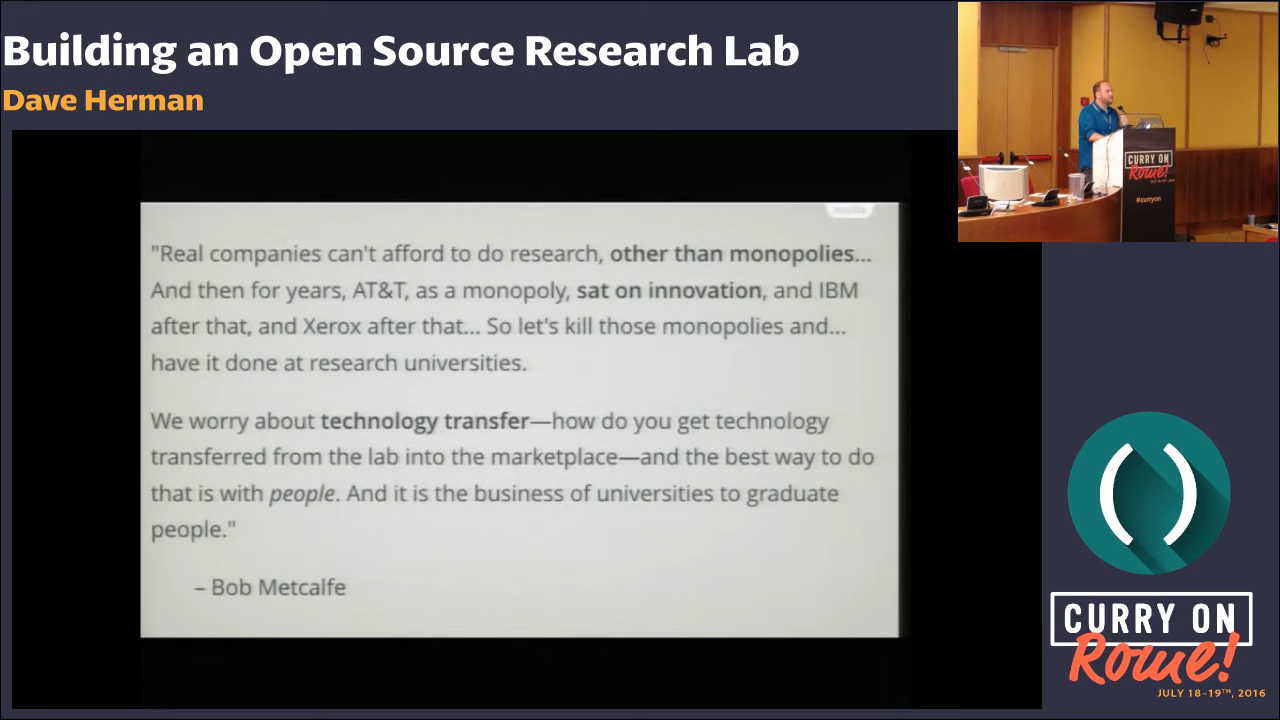 Building an Open Source Research Lab
Dave Herman
CURRY ON
Rome!
#curryon
"Real companies can't afford to do research, other than monopolies...
And then for years, AT&T, as a monopoly, sat on innovation, and IBM
after that, and Xerox after that... So let's kill those monopolies and...
have it done at research universities.
We worry about technology transfer—how do you get technology
transferred from the lab into the marketplace—and the best way to do
that is with people. And it is the business of universities to graduate
people."
– Bob Metcalfe
CURRY ON
Rome!
JULY 18-19TH, 2016